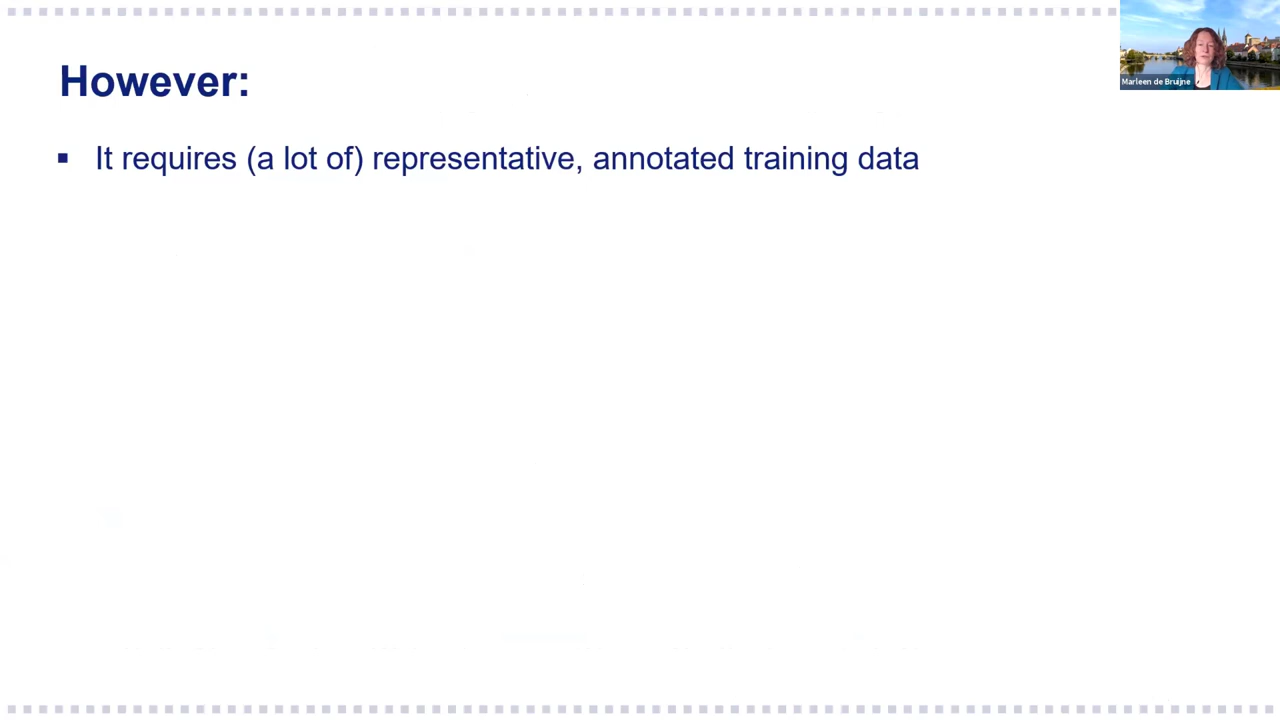 However:
▪ It requires (a lot of) representative, annotated training data
Marleen de Bruijne